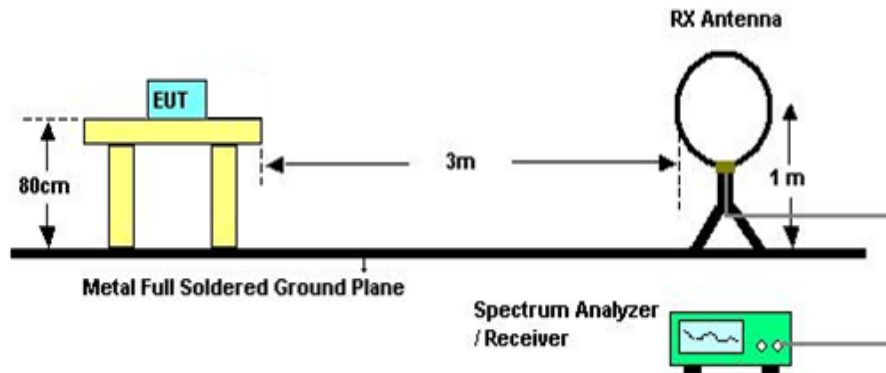 RX Antenna
EUT
80cm
3m
1 m
Metal Full Soldered Ground Plane
Spectrum Analyzer
/ Receiver